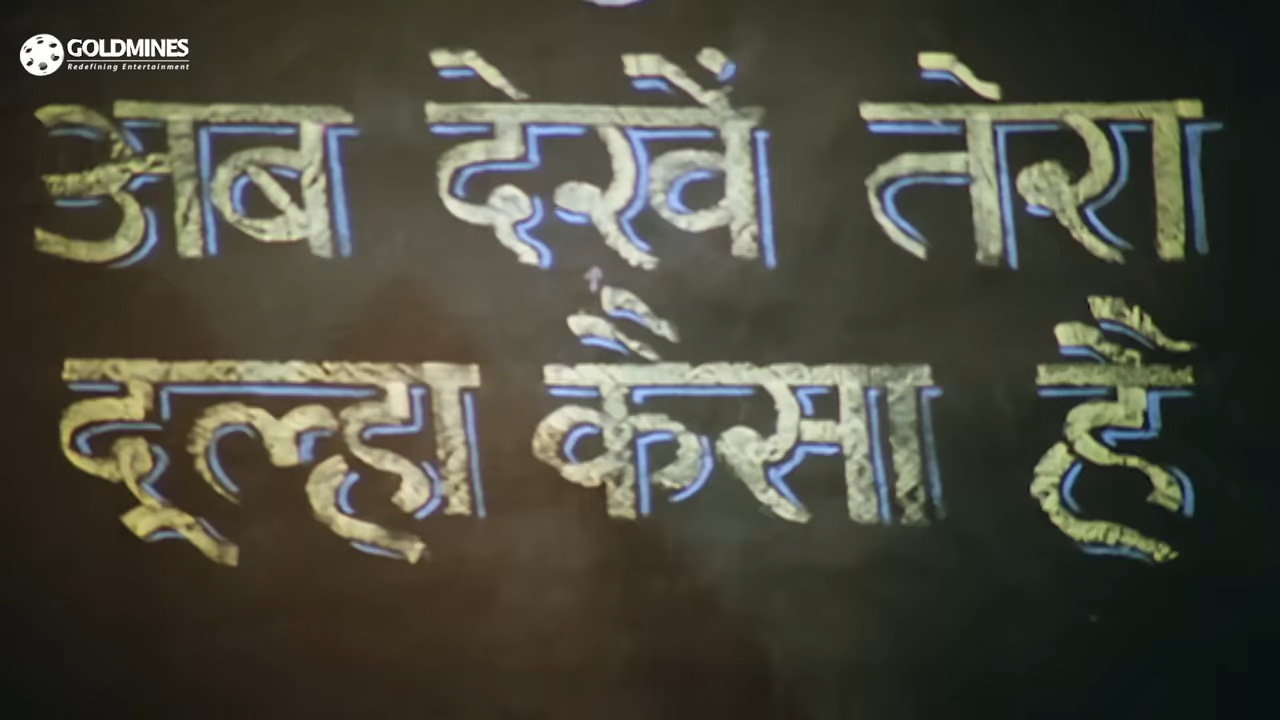 GOLDMINES
Redefining Entertainment
अब देखें तेरा
दूल्हा कैसा है